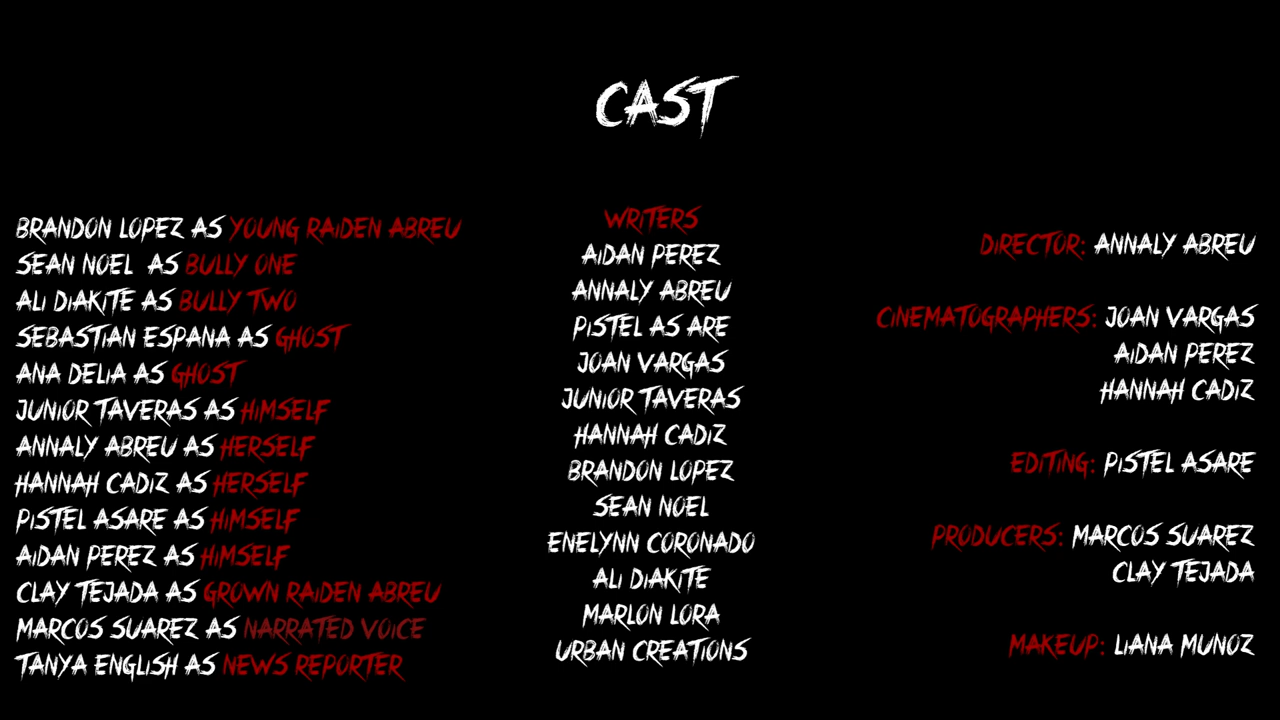 CAST
BRANDON LOPEZ AS YOUNG RAIDEN ABREU
SEAN NOEL AS BULLY ONE
ALI DIAKITE AS BULLY TWO
SEBASTIAN ESPANA AS GHOST
ANA DELIA AS GHOST
JUNIOR TAVERAS AS HIMSELF
ANNALY ABREU AS HERSELF
HANNAH CADIZ AS HERSELF
PISTEL ASARE AS HIMSELF
AIDAN PEREZ AS HIMSELF
CLAY TEJADA AS GROWN RAIDEN ABREU
MARCOS SUAREZ AS NARRATED VOICE
TANYA ENGLISH AS NEWS REPORTER
WRITERS
AIDAN PEREZ
ANNALY ABREU
PISTEL AS ARE
JOAN VARGAS
JUNIOR TAVERAS
HANNAH CADIZ
BRANDON LOPEZ
SEAN NOEL
ENELYNN CORONADO
ALI DIAKITE
MARLON LORA
URBAN CREATIONS
DIRECTOR: ANNALY ABREU
CINEMATOGRAPHERS: JOAN VARGAS
AIDAN PEREZ
HANNAH CADIZ
EDITING: PISTEL ASARE
PRODUCERS: MARCOS SUAREZ
CLAY TEJADA
MAKEUP: LIANA MUNOZ